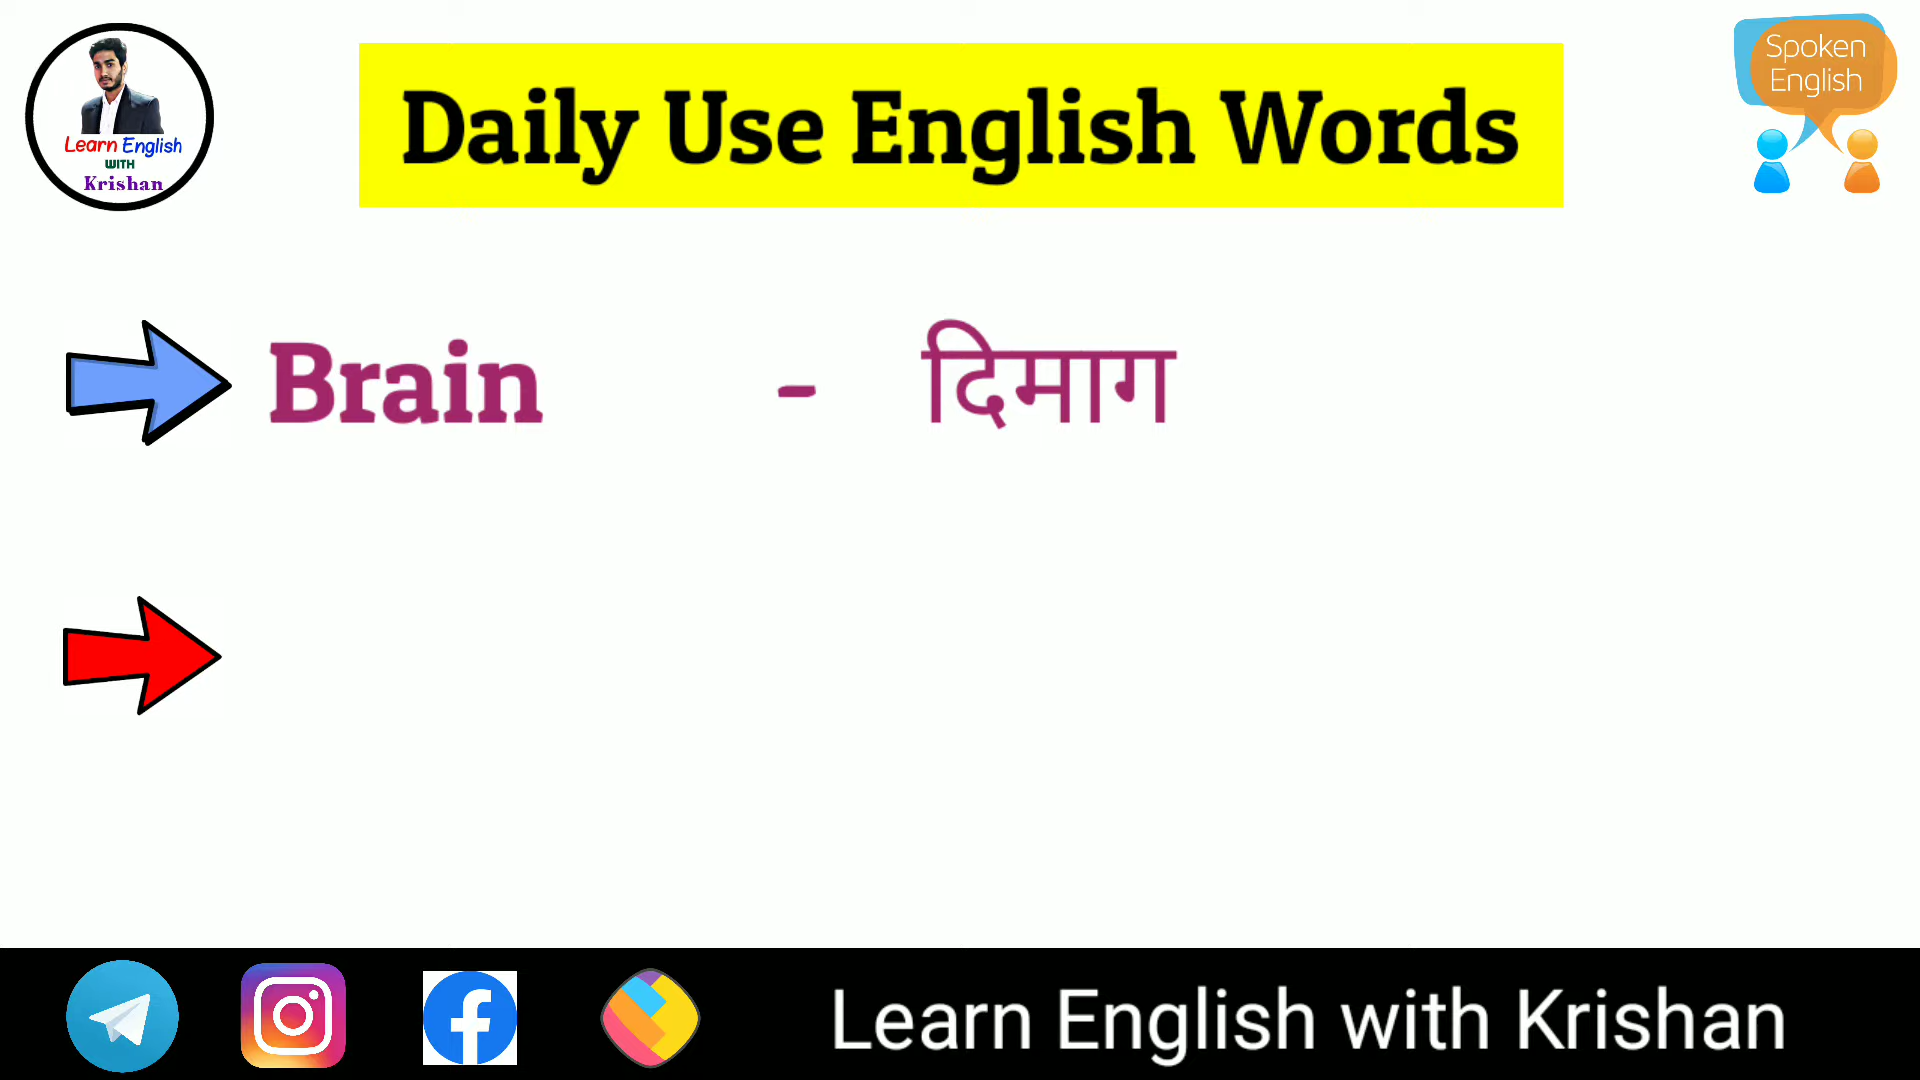 Learn English
WITH
Krishan
Daily Use English Words
Spoken
English
Brain - दिमाग
Learn English with Krishan